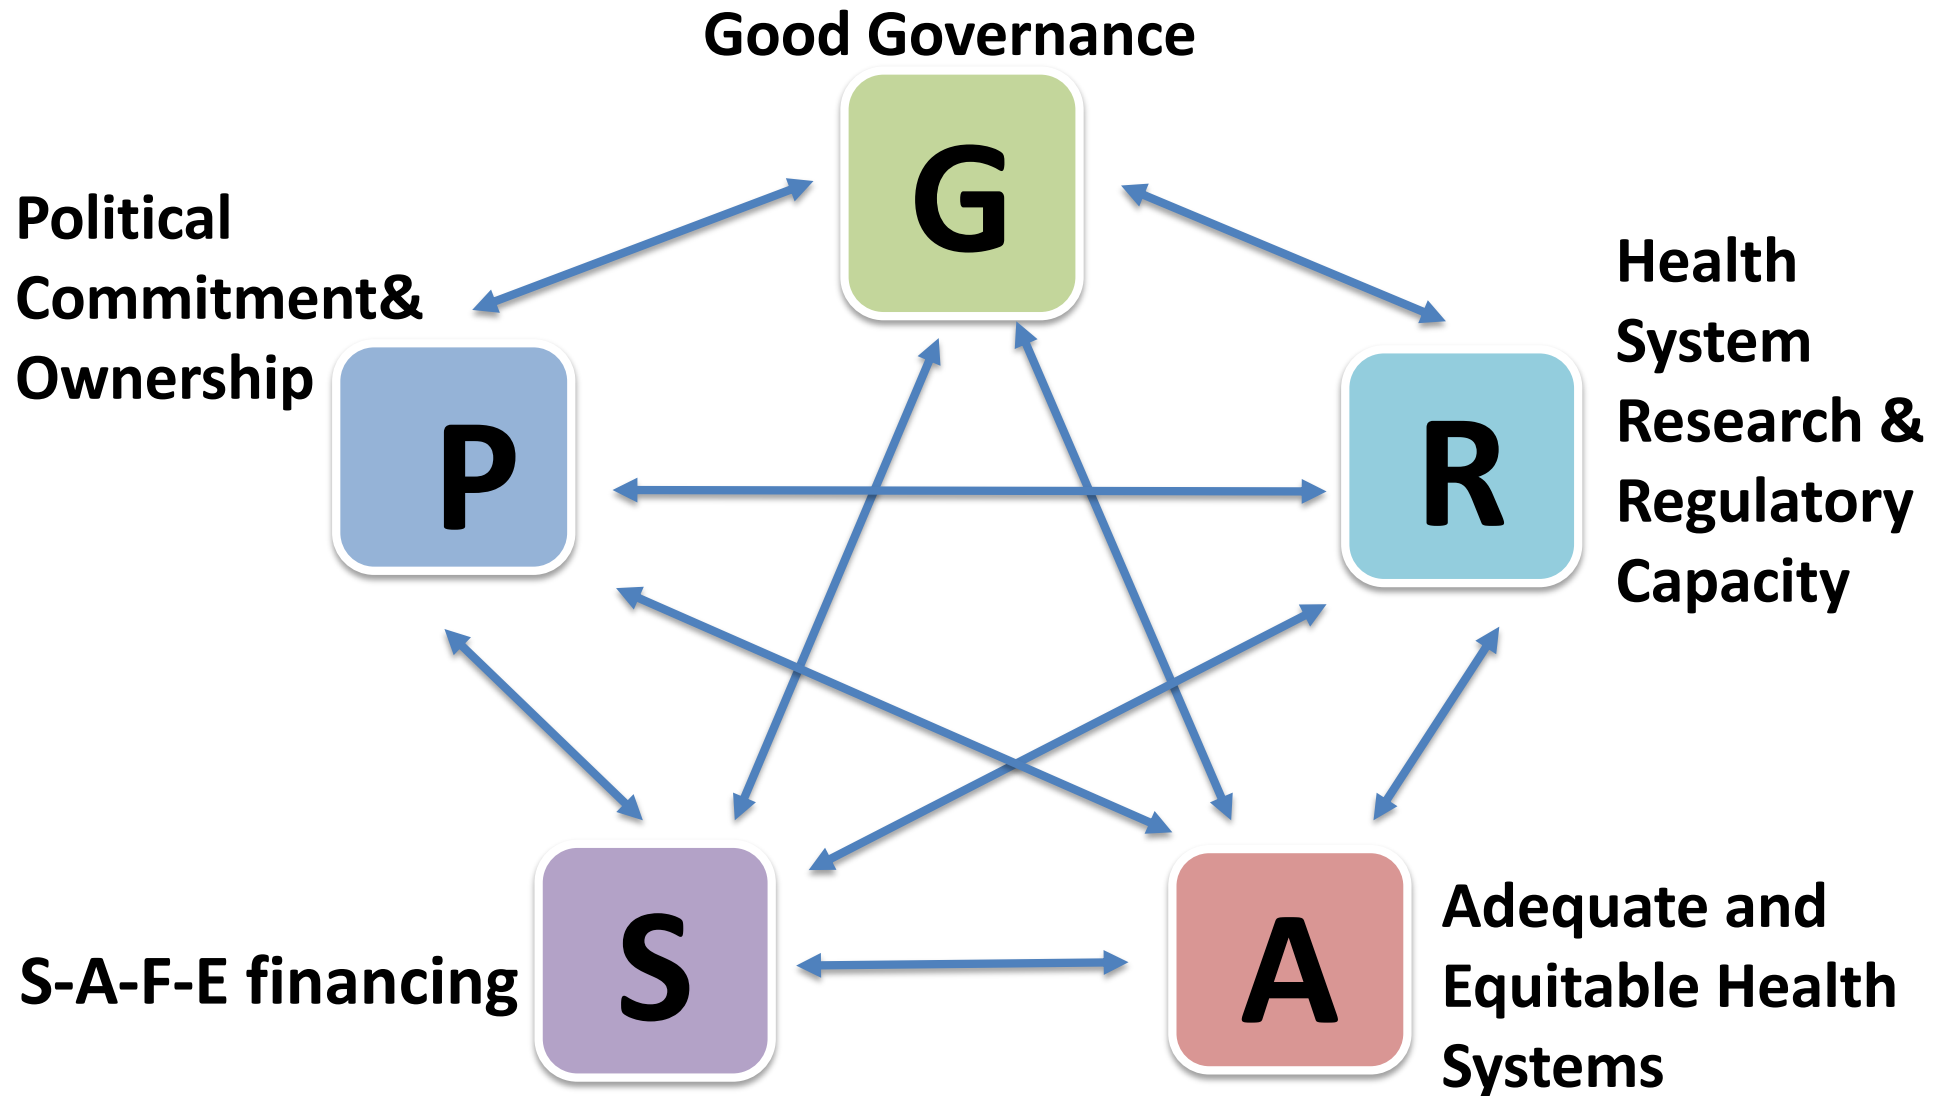 Good Governance
G
Political
Commitment&
Ownership
P
Health
System
Research &
Regulatory
Capacity
R
S-A-F-E financing
S
A
Adequate and
Equitable Health
Systems